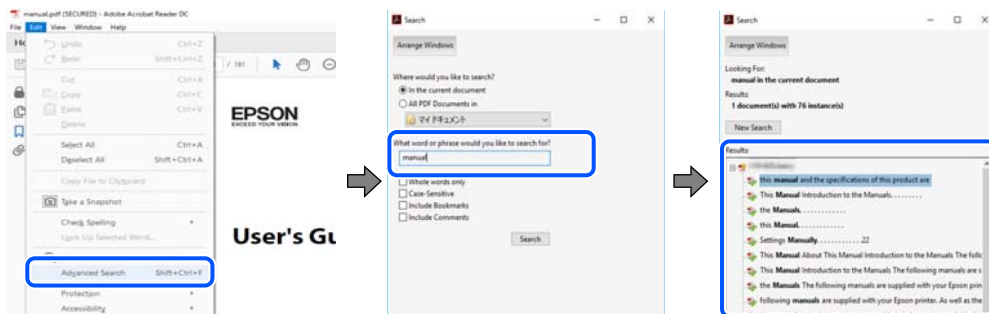 manual.pdf (SECURED) - Adobe Acrobat Reader DC
File Edit View Window Help
Undo Ctrl+Z
Redo Shift+Ctrl+Z
Cut Ctrl+X
Copy Ctrl+C
Paste Ctrl+V
Delete
Select All Ctrl+A
Deselect All Shift+Ctrl+A
Copy File to Clipboard
Take a Snapshot
Check Spelling
Look Up Selected Word...
Advanced Search Shift+Ctrl+F
Protection
Accessibility
/ 181
EPSON
EXCEED YOUR VISION
User's Gu
Search
Arrange Windows
Where would you like to search?
In the current document
All PDF Documents in
マイ ドキュメント
What word or phrase would you like to search for?
manual
Whole words only
Case-Sensitive
Include Bookmarks
Include Comments
Search
Search
Arrange Windows
Looking For:
manual in the current document
Results:
1 document(s) with 76 instance(s)
New Search
Results
this manual and the specifications of this product are
This Manual Introduction to the Manuals. . . . . . . . .
the Manuals. . . . . . . . . . . . .
this Manual. . . . . . . . . . . . .
Settings Manually. . . . . . . . . . . . .22
This Manual About This Manual Introduction to the Manuals The follo
This Manual Introduction to the Manuals The following manuals are s
the Manuals The following manuals are supplied with your Epson prin
following manuals are supplied with your Epson printer. As well as the